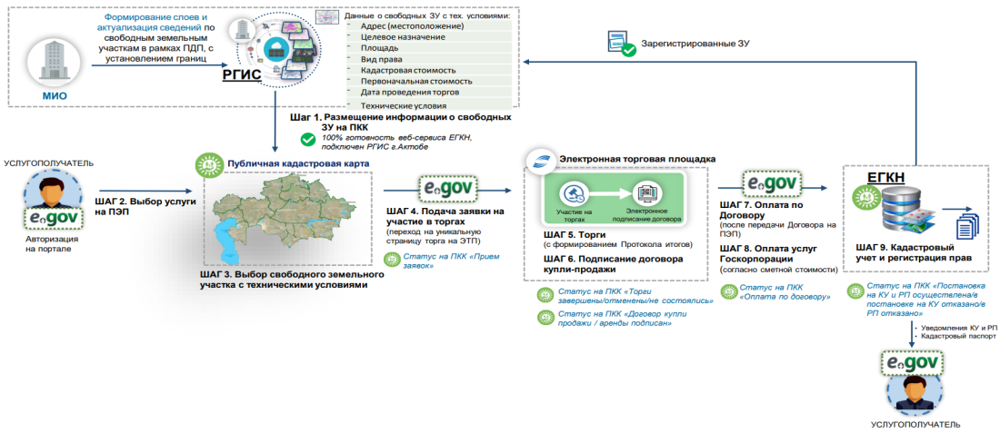 Формирование слоев и
актуализация сведений по
свободным земельным
участкам в рамках ПДП, с
установлением границ
МИО
РГИС
Данные о свободных ЗУ с тех. условиями:
- Адрес (местоположение)
- Целевое назначение
- Площадь
- Вид права
- Кадастровая стоимость
- Первоначальная стоимость
- Дата проведения торгов
- Технические условия
Зарегистрированные ЗУ
Шаг 1. Размещение информации о свободных
ЗУ на ПКК
100% готовность веб-сервиса ЕГКН,
подключен РГИС г.Актобе
УСЛУГОПОЛУЧАТЕЛЬ
e.gov
Авторизация
на портале
ШАГ 2. Выбор услуги
на ПЭП
Публичная кадастровая карта
ШАГ 3. Выбор свободного земельного
участка с техническими условиями
e.gov
ШАГ 4. Подача заявки на
участие в торгах
(переход на уникальную
страницу торга на ЭТП)
Статус на ПКК «Прием
заявок»
Электронная торговая площадка
Участие на
торгах
Электронное
подписание договора
ШАГ 5. Торги
(с формированием Протокола итогов)
ШАГ 6. Подписание договора
купли-продажи
Статус на ПКК «Торги
завершены/отменены/не состоялись»
Статус на ПКК «Договор купли
продажи / аренды подписан»
e.gov
ШАГ 7. Оплата по
Договору
(после передачи Договора на
ПЭП)
ШАГ 8. Оплата услуг
Госкорпорации
(согласно сметной стоимости)
Статус на ПКК
«Оплата по договору»
ЕГКН
ШАГ 9. Кадастровый
учет и регистрация прав
Статус на ПКК «Постановка
на КУ и РП осуществлена/в
постановке на КУ отказано/в
РП отказано»
• Уведомления КУ и РП
• Кадастровый паспорт
e.gov
УСЛУГОПОЛУЧАТЕЛЬ